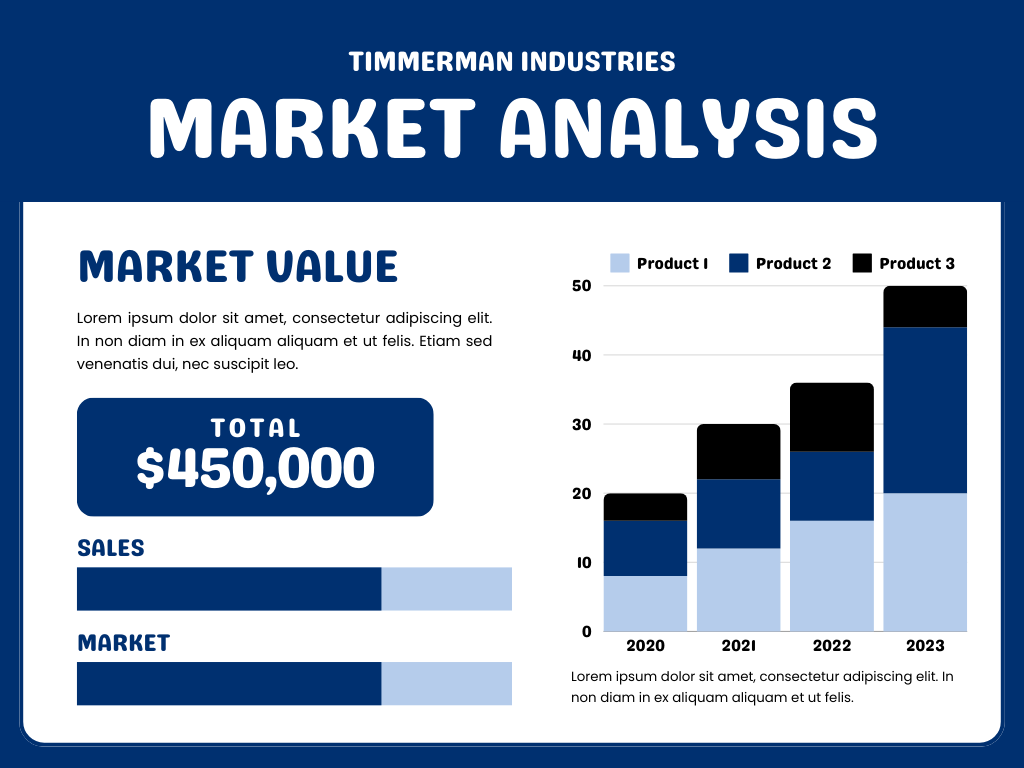 TIMMERMAN INDUSTRIES
MARKET ANALYSIS
MARKET VALUE
Lorem ipsum dolor sit amet, consectetur adipiscing elit.
In non diam in ex aliquam aliquam et ut felis. Etiam sed
venenatis dui, nec suscipit leo.
TOTAL
$450,000
SALES
MARKET
Product 1 Product 2 Product 3
50
40
30
20
10
0
2020 2021 2022 2023
Lorem ipsum dolor sit amet, consectetur adipiscing elit. In
non diam in ex aliquam aliquam et ut felis.